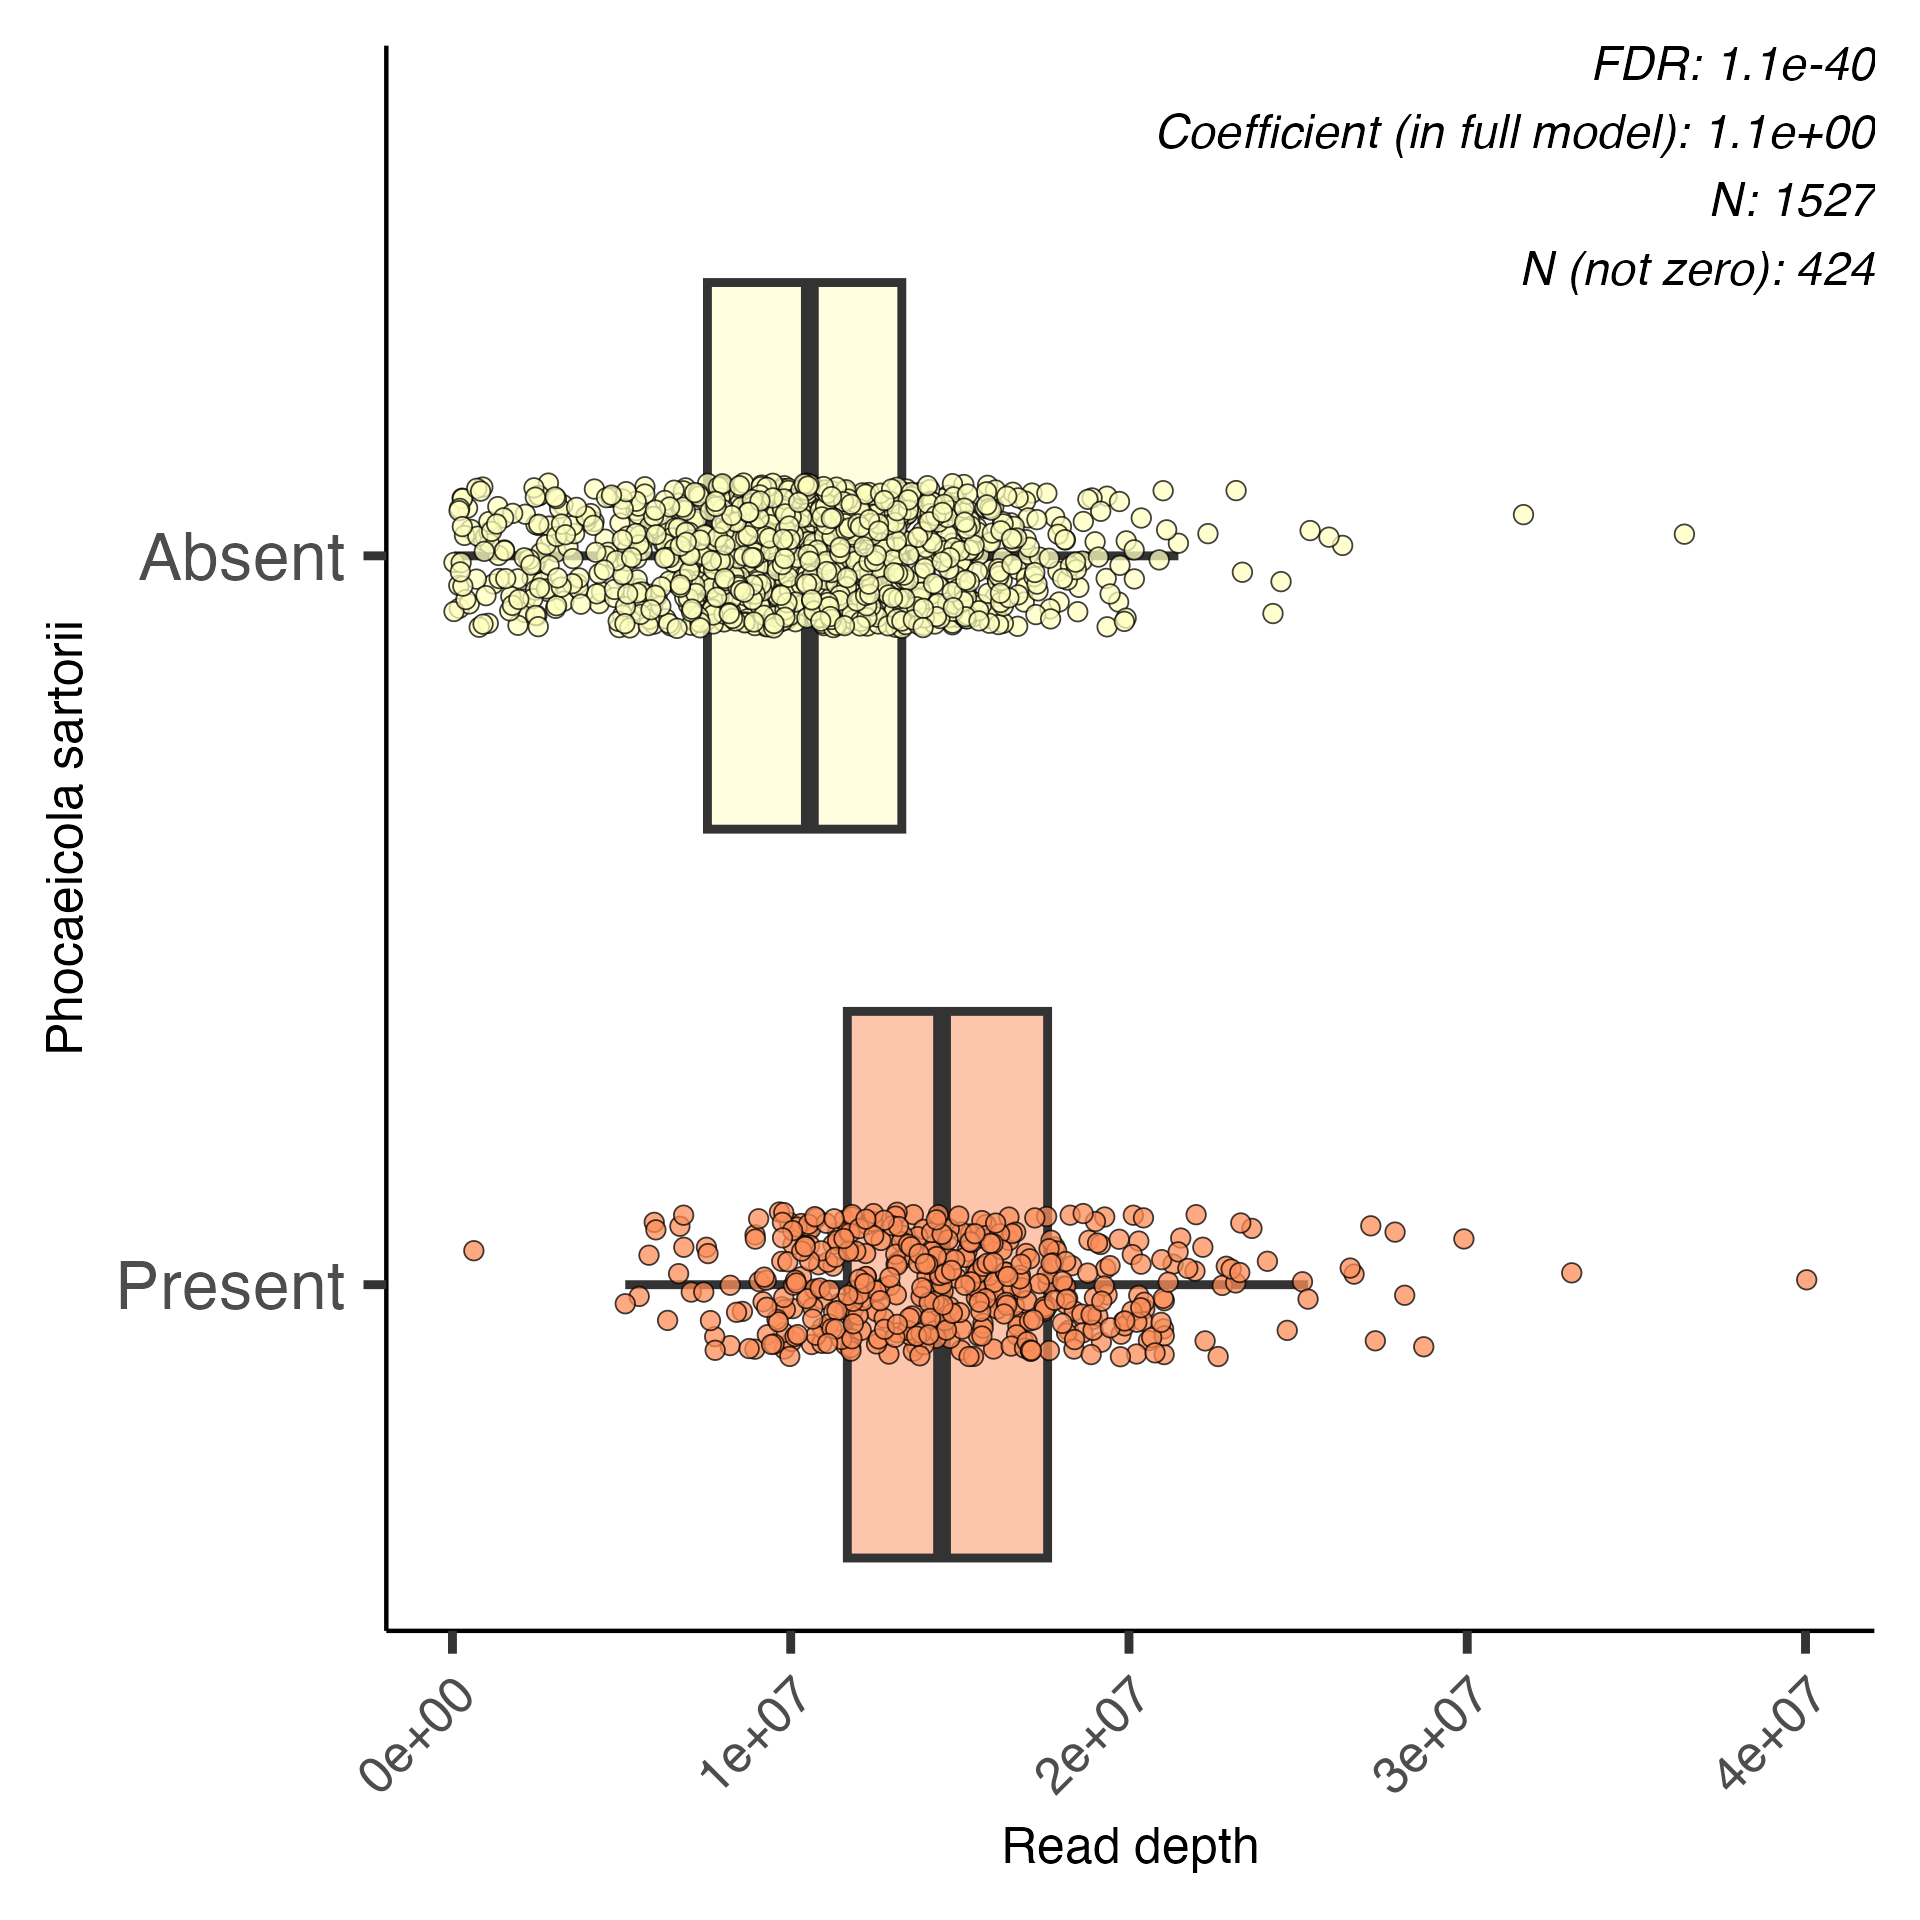 FDR: 1.1e-40
Coefficient (in full model): 1.1e+00
N: 1527
N (not zero): 424
Absent
Phocaeicola sartorii
Present
0e+00
1e+07
2e+07
3e+07
4e+07
Read depth